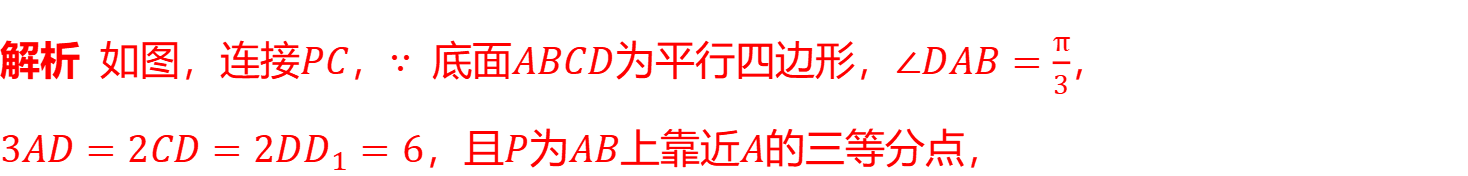 解析 如图，连接PC，∵ 底面ABCD为平行四边形，∠DAB = π/3，
3AD = 2CD = 2DD₁ = 6，且P为AB上靠近A的三等分点，